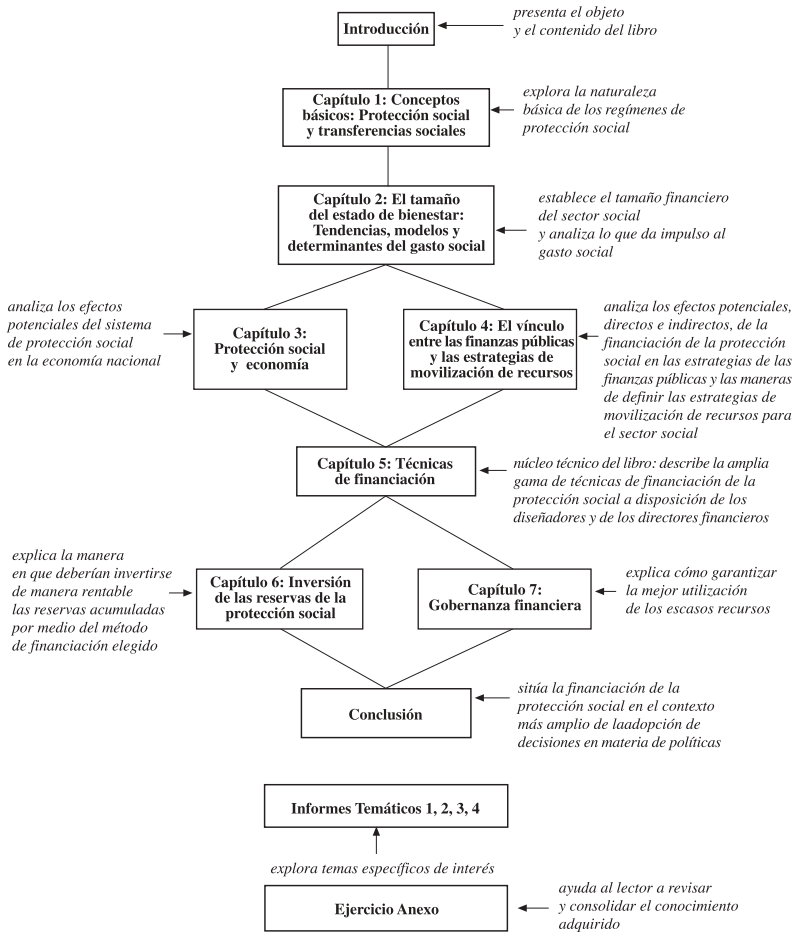 Introducción
presenta el objeto
y el contenido del libro
Capítulo 1: Conceptos
básicos: Protección social
y transferencias sociales
explora la naturaleza
básica de los regímenes de
protección social
Capítulo 2: El tamaño
del estado de bienestar:
Tendencias, modelos y
determinantes del gasto social
establece el tamaño financiero
del sector social
y analiza lo que da impulso al
gasto social
analiza los efectos
potenciales del sistema
de protección social
en la economía nacional
Capítulo 3:
Protección social
y economía
Capítulo 4: El vínculo
entre las finanzas públicas
y las estrategias de
movilización de recursos
analiza los efectos potenciales,
directos e indirectos, de la
financiación de la protección
social en las estrategias de las
finanzas públicas y las maneras
de definir las estrategias de
movilización de recursos para
el sector social
Capítulo 5: Técnicas
de financiación
núcleo técnico del libro: describe la amplia
gama de técnicas de financiación de la
protección social a disposición de los
diseñadores y de los directores financieros
explica la manera
en que deberían invertirse
de manera rentable
las reservas acumuladas
por medio del método
de financiación elegido
Capítulo 6: Inversión
de las reservas de la
protección social
Capítulo 7:
Gobernanza financiera
explica cómo garantizar
la mejor utilización
de los escasos recursos
Conclusión
sitúa la financiación de la
protección social en el contexto
más amplio de laadopción de
decisiones en materia de políticas
Informes Temáticos 1, 2, 3, 4
explora temas específicos de interés
Ejercicio Anexo
ayuda al lector a revisar
y consolidar el conocimiento
adquirido